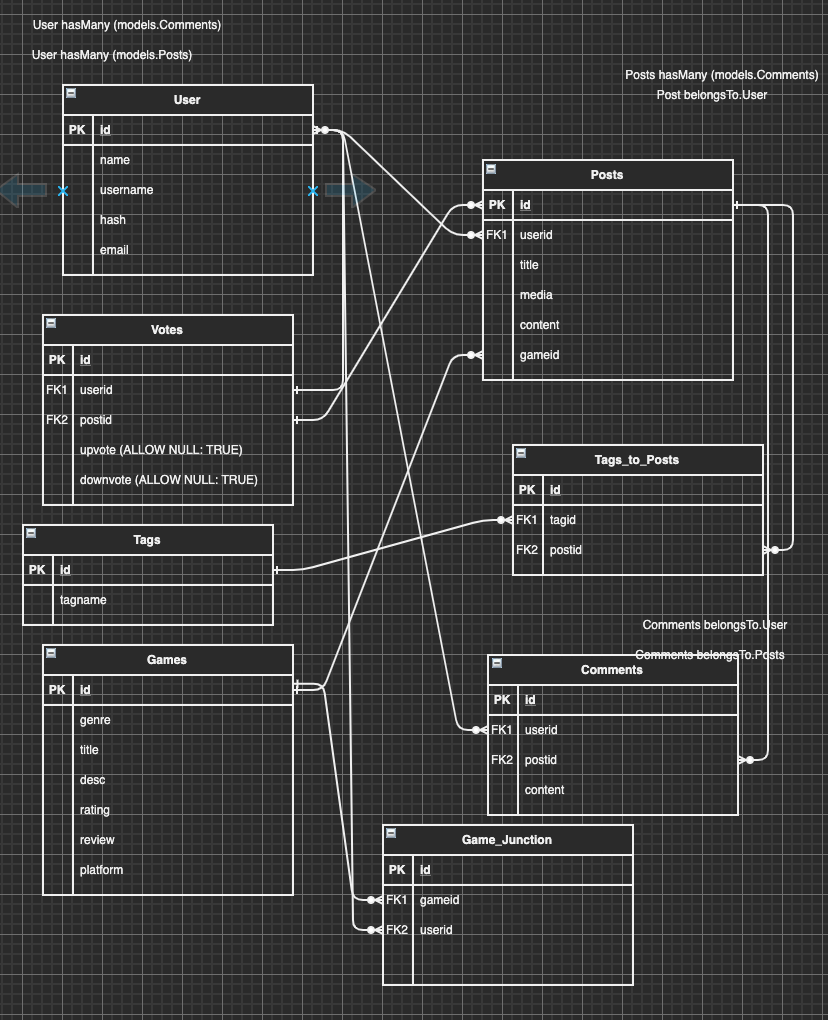 User hasMany (models.Comments)
User hasMany (models.Posts)
Posts hasMany (models.Comments)
Post belongsTo.User
User
PK id
name
username
hash
email
Posts
PK id
FK1 userid
title
media
content
gameid
Votes
PK id
FK1 userid
FK2 postid
upvote (ALLOW NULL: TRUE)
downvote (ALLOW NULL: TRUE)
Tags_to_Posts
PK id
FK1 tagid
FK2 postid
Tags
PK id
tagname
Comments belongsTo.User
Comments belongsTo.Posts
Games
PK id
genre
title
desc
rating
review
platform
Comments
PK id
FK1 userid
FK2 postid
content
Game_Junction
PK id
FK1 gameid
FK2 userid